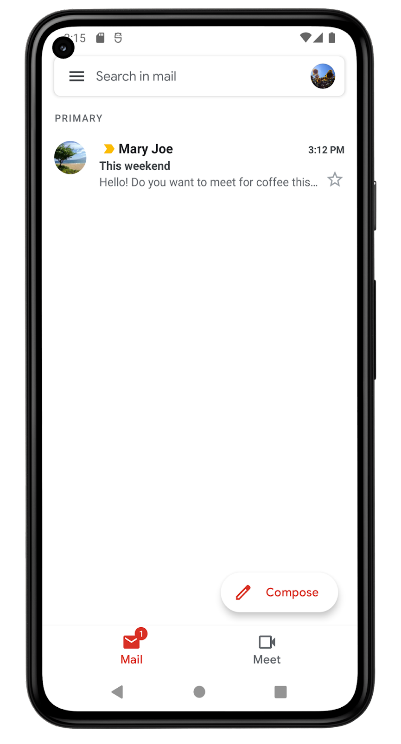 :15
Search in mail
PRIMARY
Mary Joe 3:12 PM
This weekend
Hello! Do you want to meet for coffee this...
Compose
1
Mail Meet